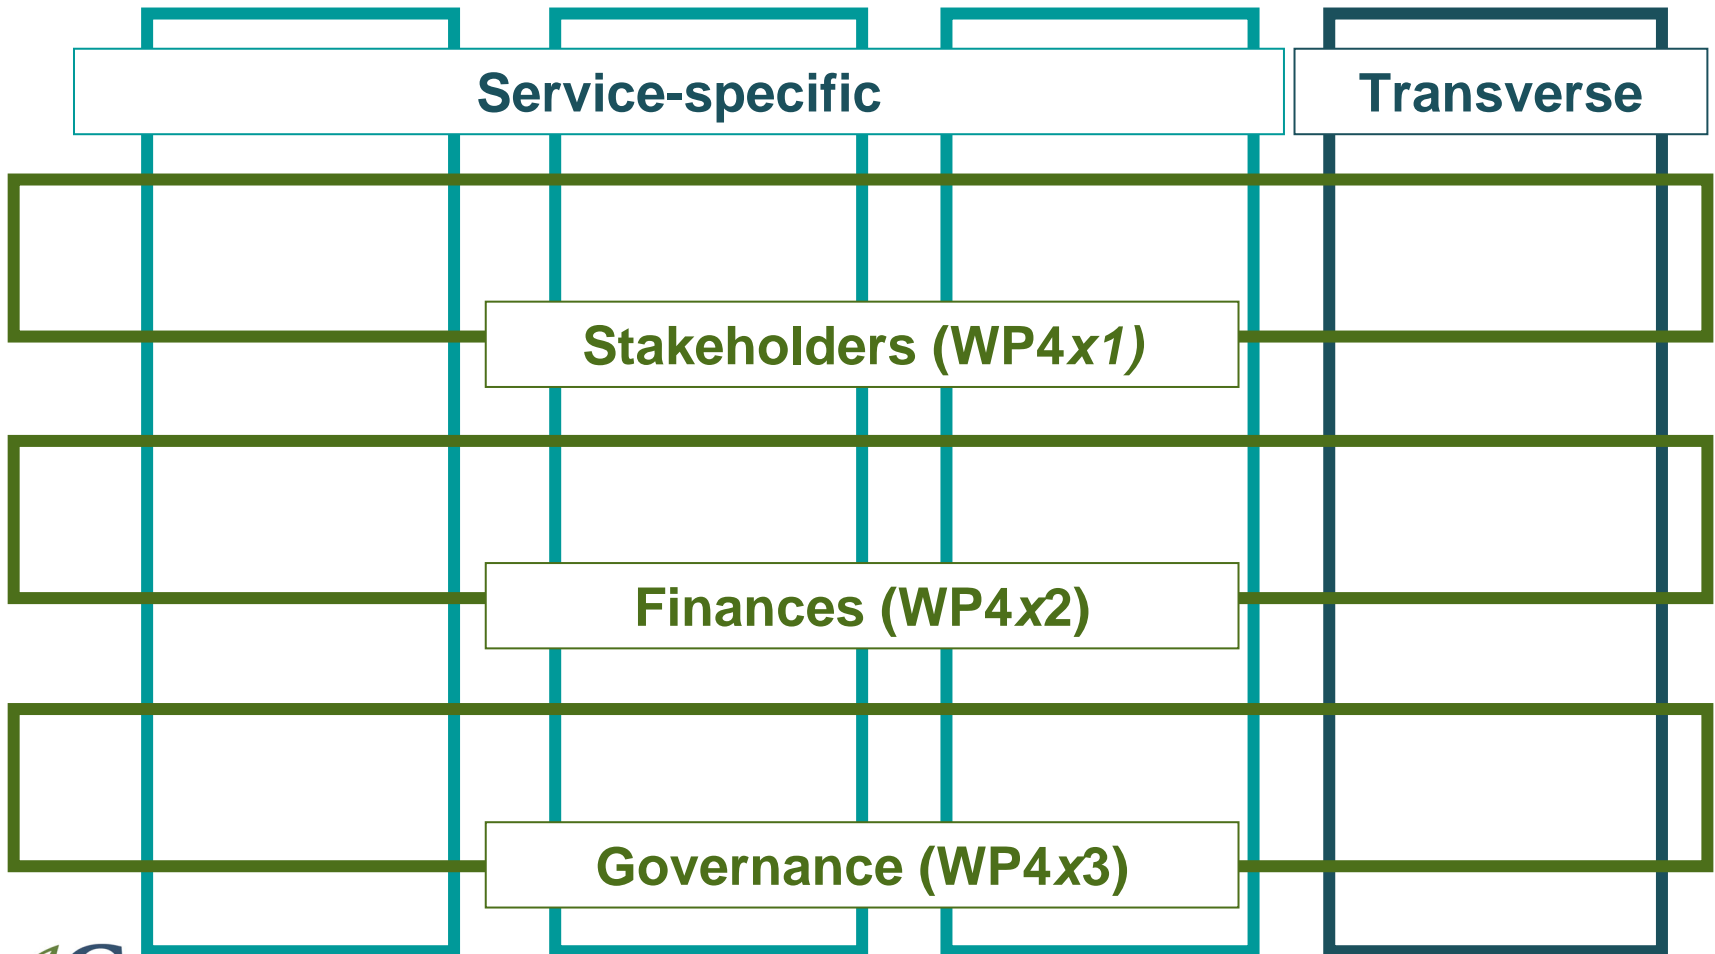 Service-specific
Transverse
Stakeholders (WP4x1)
Finances (WP4x2)
Governance (WP4x3)